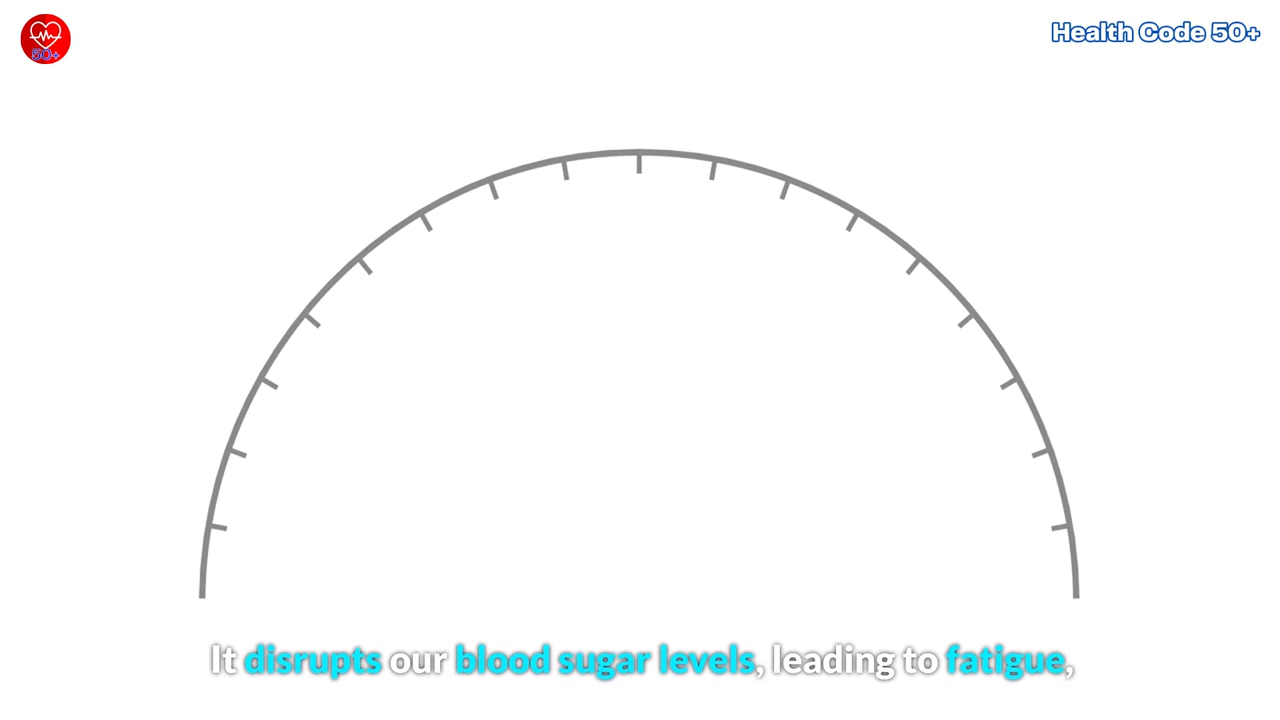 50+
Health Code 50+
It disrupts our blood sugar levels, leading to fatigue,